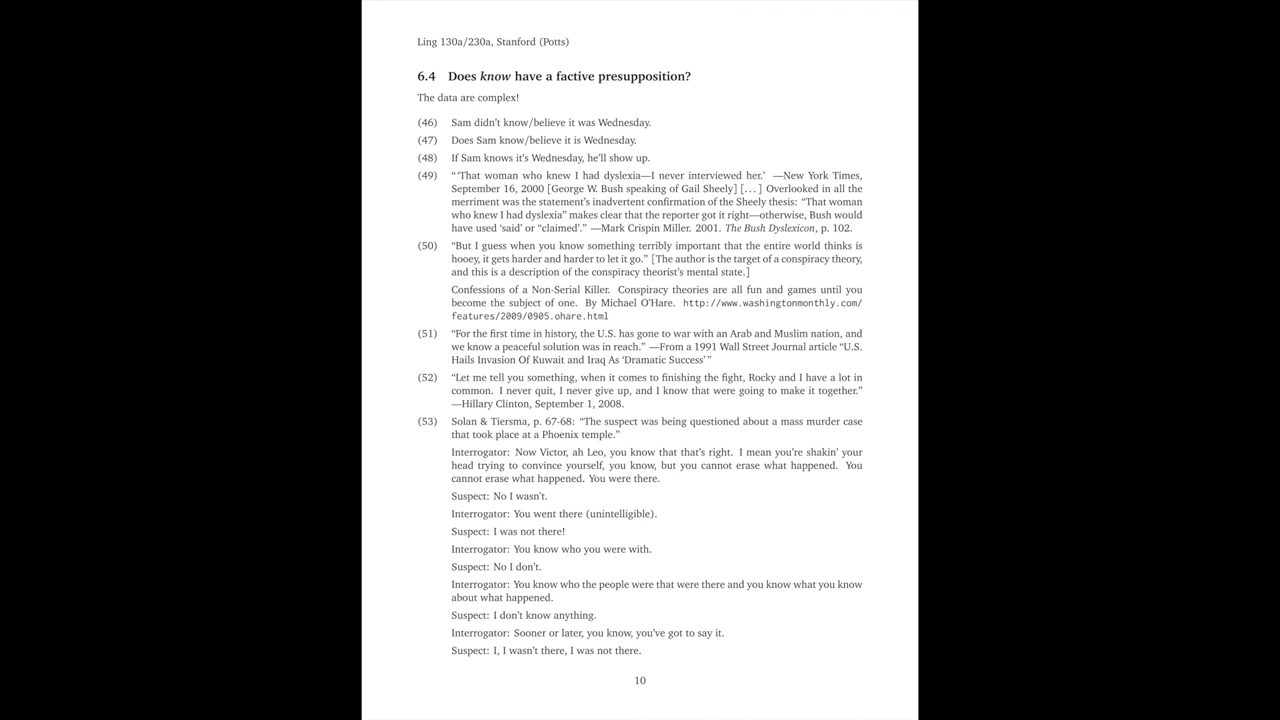 Ling 130a/230a, Stanford (Potts)
6.4 Does know have a factive presupposition?
The data are complex!
(46) Sam didn't know/believe it was Wednesday.
(47) Does Sam know/believe it is Wednesday.
(48) If Sam knows it's Wednesday, he'll show up.
(49) “ ‘That woman who knew I had dyslexia—I never interviewed her.’ —New York Times,
September 16, 2000 [George W. Bush speaking of Gail Sheely] [...] Overlooked in all the
merriment was the statement's inadvertent confirmation of the Sheely thesis: “That woman
who knew I had dyslexia” makes clear that the reporter got it right—otherwise, Bush would
have used ‘said’ or “claimed’.” —Mark Crispin Miller. 2001. The Bush Dyslexicon, p. 102.
(50) “But I guess when you know something terribly important that the entire world thinks is
hooey, it gets harder and harder to let it go.” [The author is the target of a conspiracy theory,
and this is a description of the conspiracy theorist's mental state.]
Confessions of a Non-Serial Killer. Conspiracy theories are all fun and games until you
become the subject of one. By Michael O'Hare. http://www.washingtonmonthly.com/
features/2009/0905.ohare.html
(51) “For the first time in history, the U.S. has gone to war with an Arab and Muslim nation, and
we know a peaceful solution was in reach.” —From a 1991 Wall Street Journal article “U.S.
Hails Invasion Of Kuwait and Iraq As ‘Dramatic Success’ ”
(52) “Let me tell you something, when it comes to finishing the fight, Rocky and I have a lot in
common. I never quit, I never give up, and I know that were going to make it together.”
—Hillary Clinton, September 1, 2008.
(53) Solan & Tiersma, p. 67-68: “The suspect was being questioned about a mass murder case
that took place at a Phoenix temple.”
Interrogator: Now Victor, ah Leo, you know that that's right. I mean you're shakin' your
head trying to convince yourself, you know, but you cannot erase what happened. You
cannot erase what happened. You were there.
Suspect: No I wasn't.
Interrogator: You went there (unintelligible).
Suspect: I was not there!
Interrogator: You know who you were with.
Suspect: No I don't.
Interrogator: You know who the people were that were there and you know what you know
about what happened.
Suspect: I don't know anything.
Interrogator: Sooner or later, you know, you've got to say it.
Suspect: I, I wasn't there, I was not there.
10